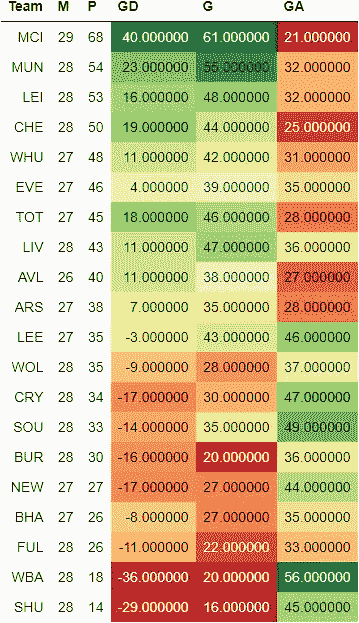 Team M P GD G GA
MCI 29 68 40.000000 61.000000 21.000000
MUN 28 54 23.000000 55.000000 32.000000
LEI 28 53 16.000000 48.000000 32.000000
CHE 28 50 19.000000 44.000000 25.000000
WHU 27 48 11.000000 42.000000 31.000000
EVE 27 46 4.000000 39.000000 35.000000
TOT 27 45 18.000000 46.000000 28.000000
LIV 28 43 11.000000 47.000000 36.000000
AVL 26 40 11.000000 38.000000 27.000000
ARS 27 38 7.000000 35.000000 28.000000
LEE 27 35 -3.000000 43.000000 46.000000
WOL 28 35 -9.000000 28.000000 37.000000
CRY 28 34 -17.000000 30.000000 47.000000
SOU 28 33 -14.000000 35.000000 49.000000
BUR 28 30 -16.000000 20.000000 36.000000
NEW 27 27 -17.000000 27.000000 44.000000
BHA 27 26 -8.000000 27.000000 35.000000
FUL 28 26 -11.000000 22.000000 33.000000
WBA 28 18 -36.000000 20.000000 56.000000
SHU 28 14 -29.000000 16.000000 45.000000